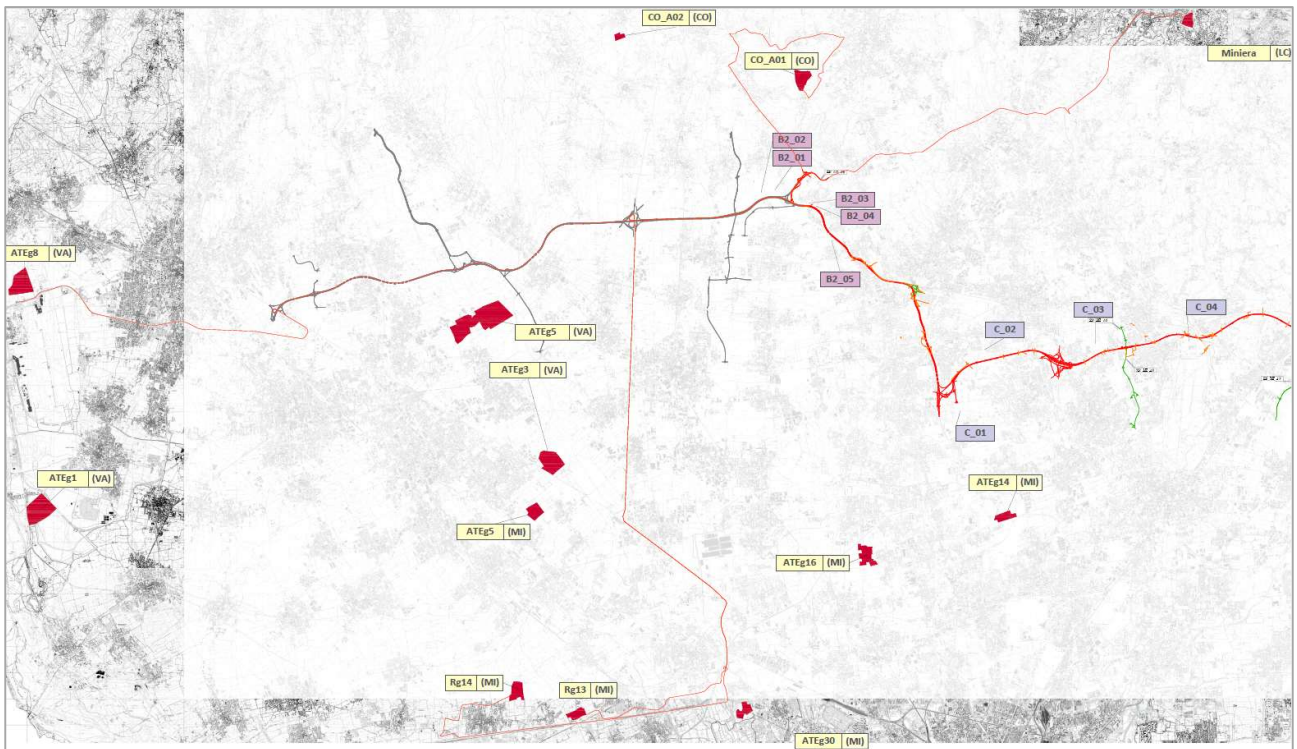 CO_A02 (CO)
Miniera (LC)
CO_A01 (CO)
B2_02
B2_01
B2_03
B2_04
ATEg8 (VA)
B2_05
C_03
C_04
C_02
ATEg5 (VA)
ATEg3 (VA)
C_01
ATEg1 (VA)
ATEg14 (MI)
ATEg5 (MI)
ATEg16 (MI)
Rg14 (MI)
Rg13 (MI)
ATEg30 (MI)